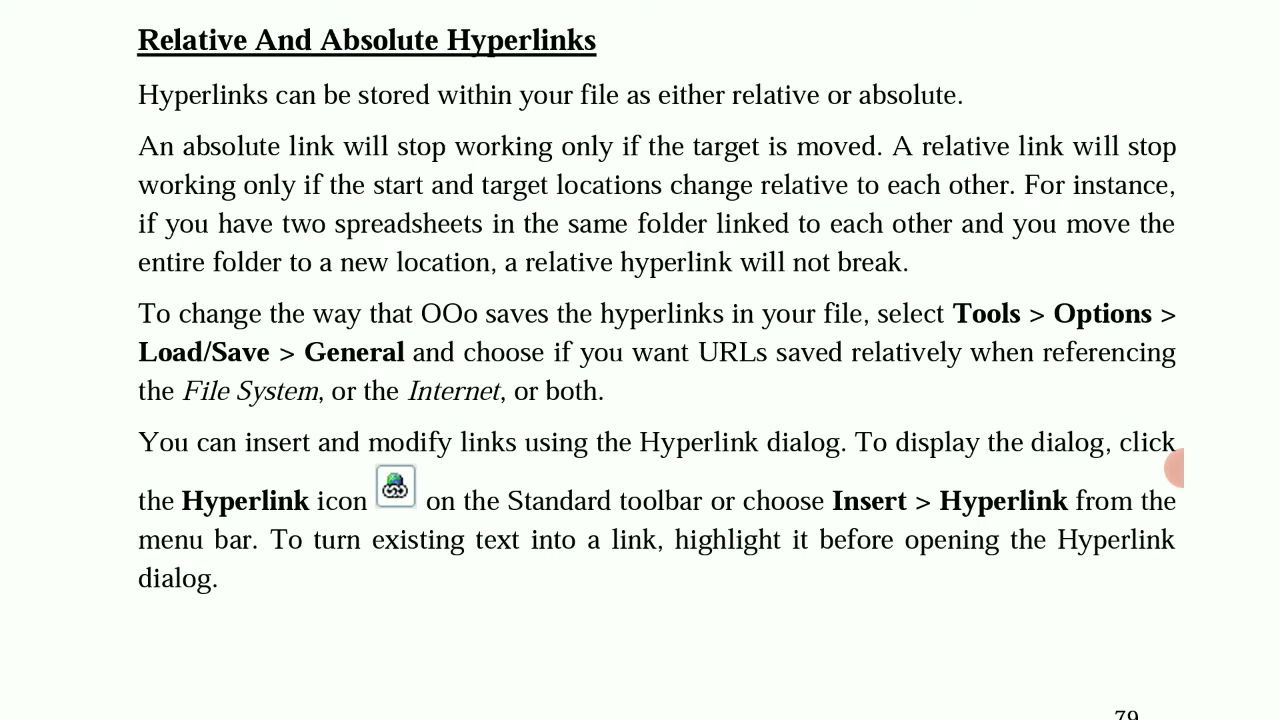 Relative And Absolute Hyperlinks
Hyperlinks can be stored within your file as either relative or absolute.
An absolute link will stop working only if the target is moved. A relative link will stop
working only if the start and target locations change relative to each other. For instance,
if you have two spreadsheets in the same folder linked to each other and you move the
entire folder to a new location, a relative hyperlink will not break.
To change the way that OOo saves the hyperlinks in your file, select Tools > Options >
Load/Save > General and choose if you want URLs saved relatively when referencing
the File System, or the Internet, or both.
You can insert and modify links using the Hyperlink dialog. To display the dialog, click
the Hyperlink icon on the Standard toolbar or choose Insert > Hyperlink from the
menu bar. To turn existing text into a link, highlight it before opening the Hyperlink
dialog.
79